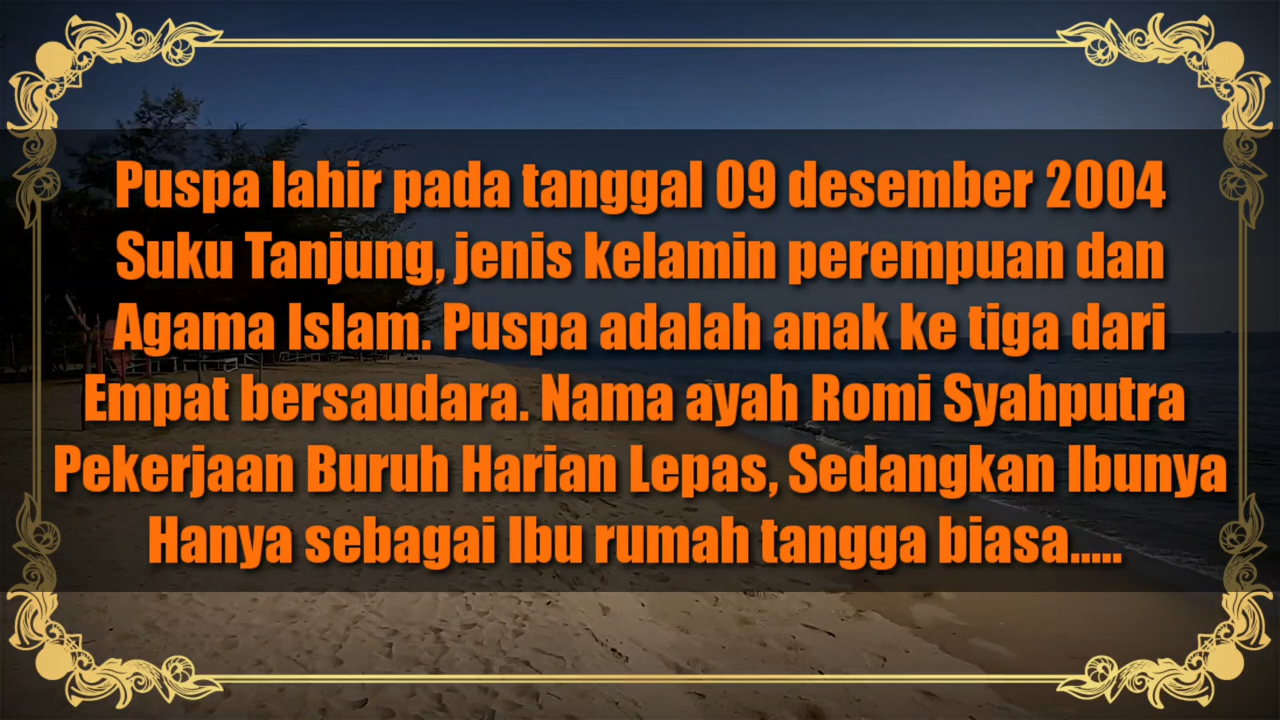 Puspa lahir pada tanggal 09 desember 2004
Suku Tanjung, jenis kelamin perempuan dan
Agama Islam. Puspa adalah anak ke tiga dari
Empat bersaudara. Nama ayah Romi Syahputra
Pekerjaan Buruh Harian Lepas, Sedangkan Ibunya
Hanya sebagai Ibu rumah tangga biasa.....